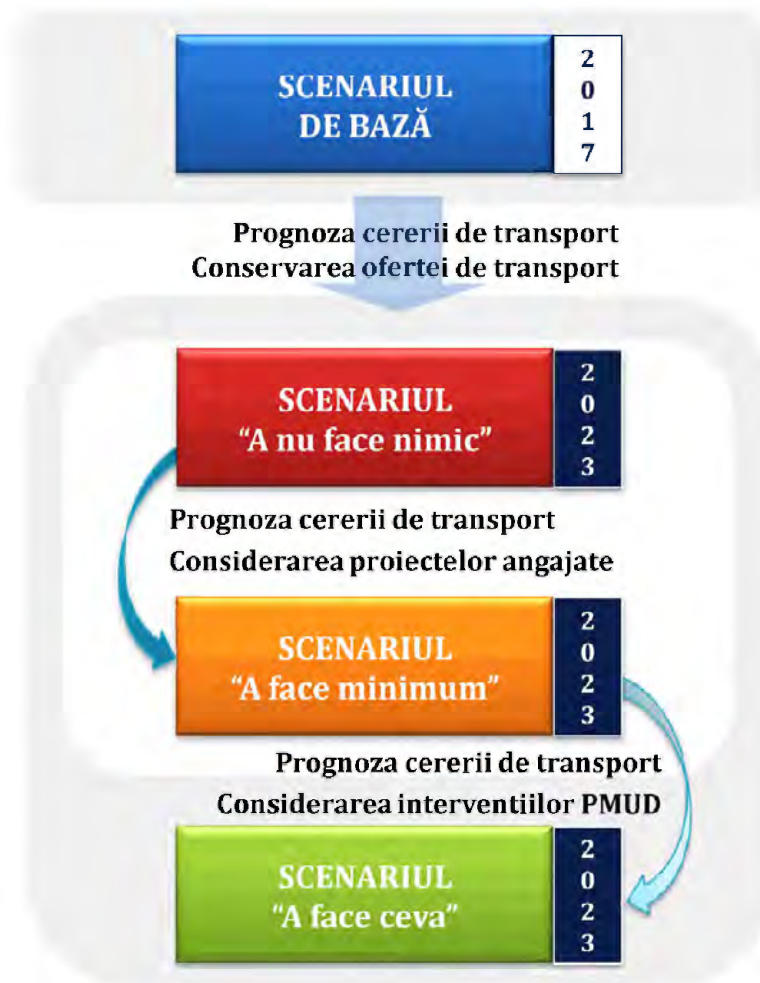 SCENARIUL
DE BAZĂ
2
0
1
7
Prognoza cererii de transport
Conservarea ofertei de transport
SCENARIUL
“A nu face nimic”
2
0
2
3
Prognoza cererii de transport
Considerarea proiectelor angajate
SCENARIUL
“A face minimum”
2
0
2
3
Prognoza cererii de transport
Considerarea interventiilor PMUD
SCENARIUL
“A face ceva”
2
0
2
3